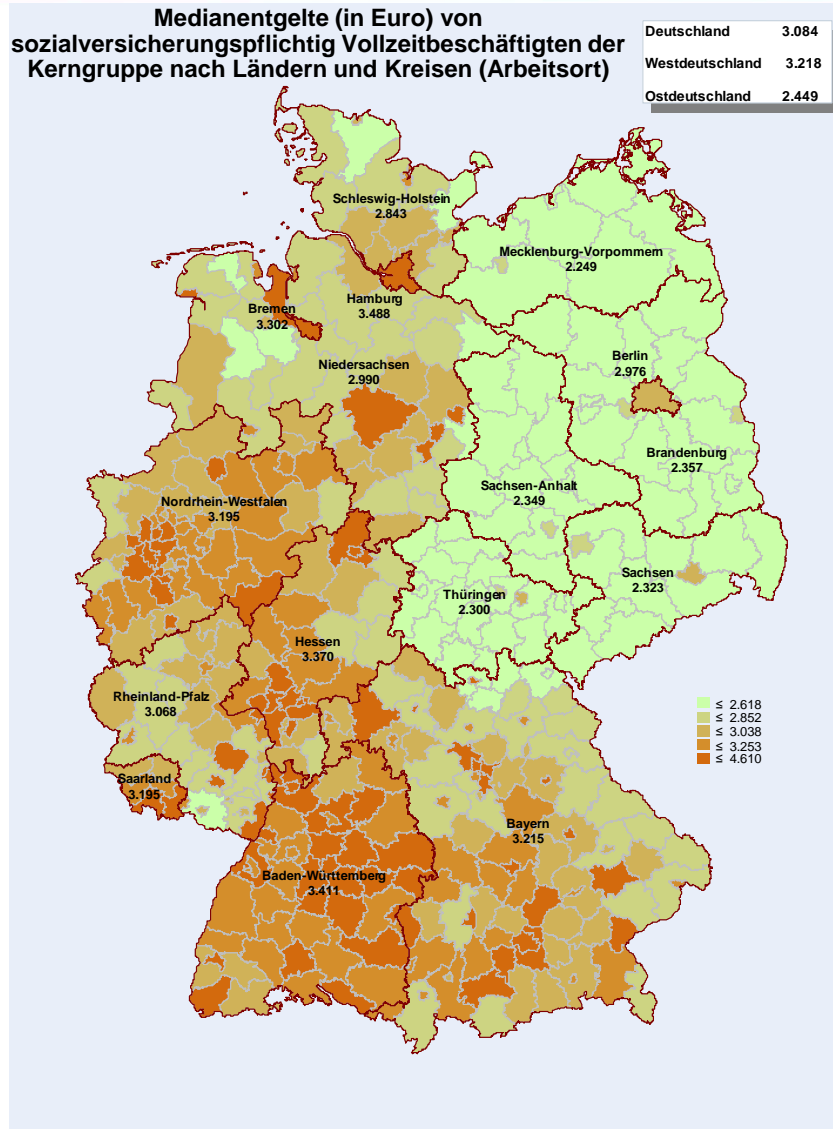 Medianentgelte (in Euro) von
sozialversicherungspflichtig Vollzeitbeschäftigten der
Kerngruppe nach Ländern und Kreisen (Arbeitsort)
Deutschland 3.084
Westdeutschland 3.218
Ostdeutschland 2.449
Schleswig-Holstein
2.843
Mecklenburg-Vorpommern
2.249
Hamburg
3.488
Bremen
3.302
Berlin
2.976
Niedersachsen
2.990
Brandenburg
2.357
Sachsen-Anhalt
2.349
Nordrhein-Westfalen
3.195
Sachsen
2.323
Thüringen
2.300
Hessen
3.370
Rheinland-Pfalz
3.068
≤ 2.618
≤ 2.852
≤ 3.038
≤ 3.253
≤ 4.610
Saarland
3.195
Bayern
3.215
Baden-Württemberg
3.411